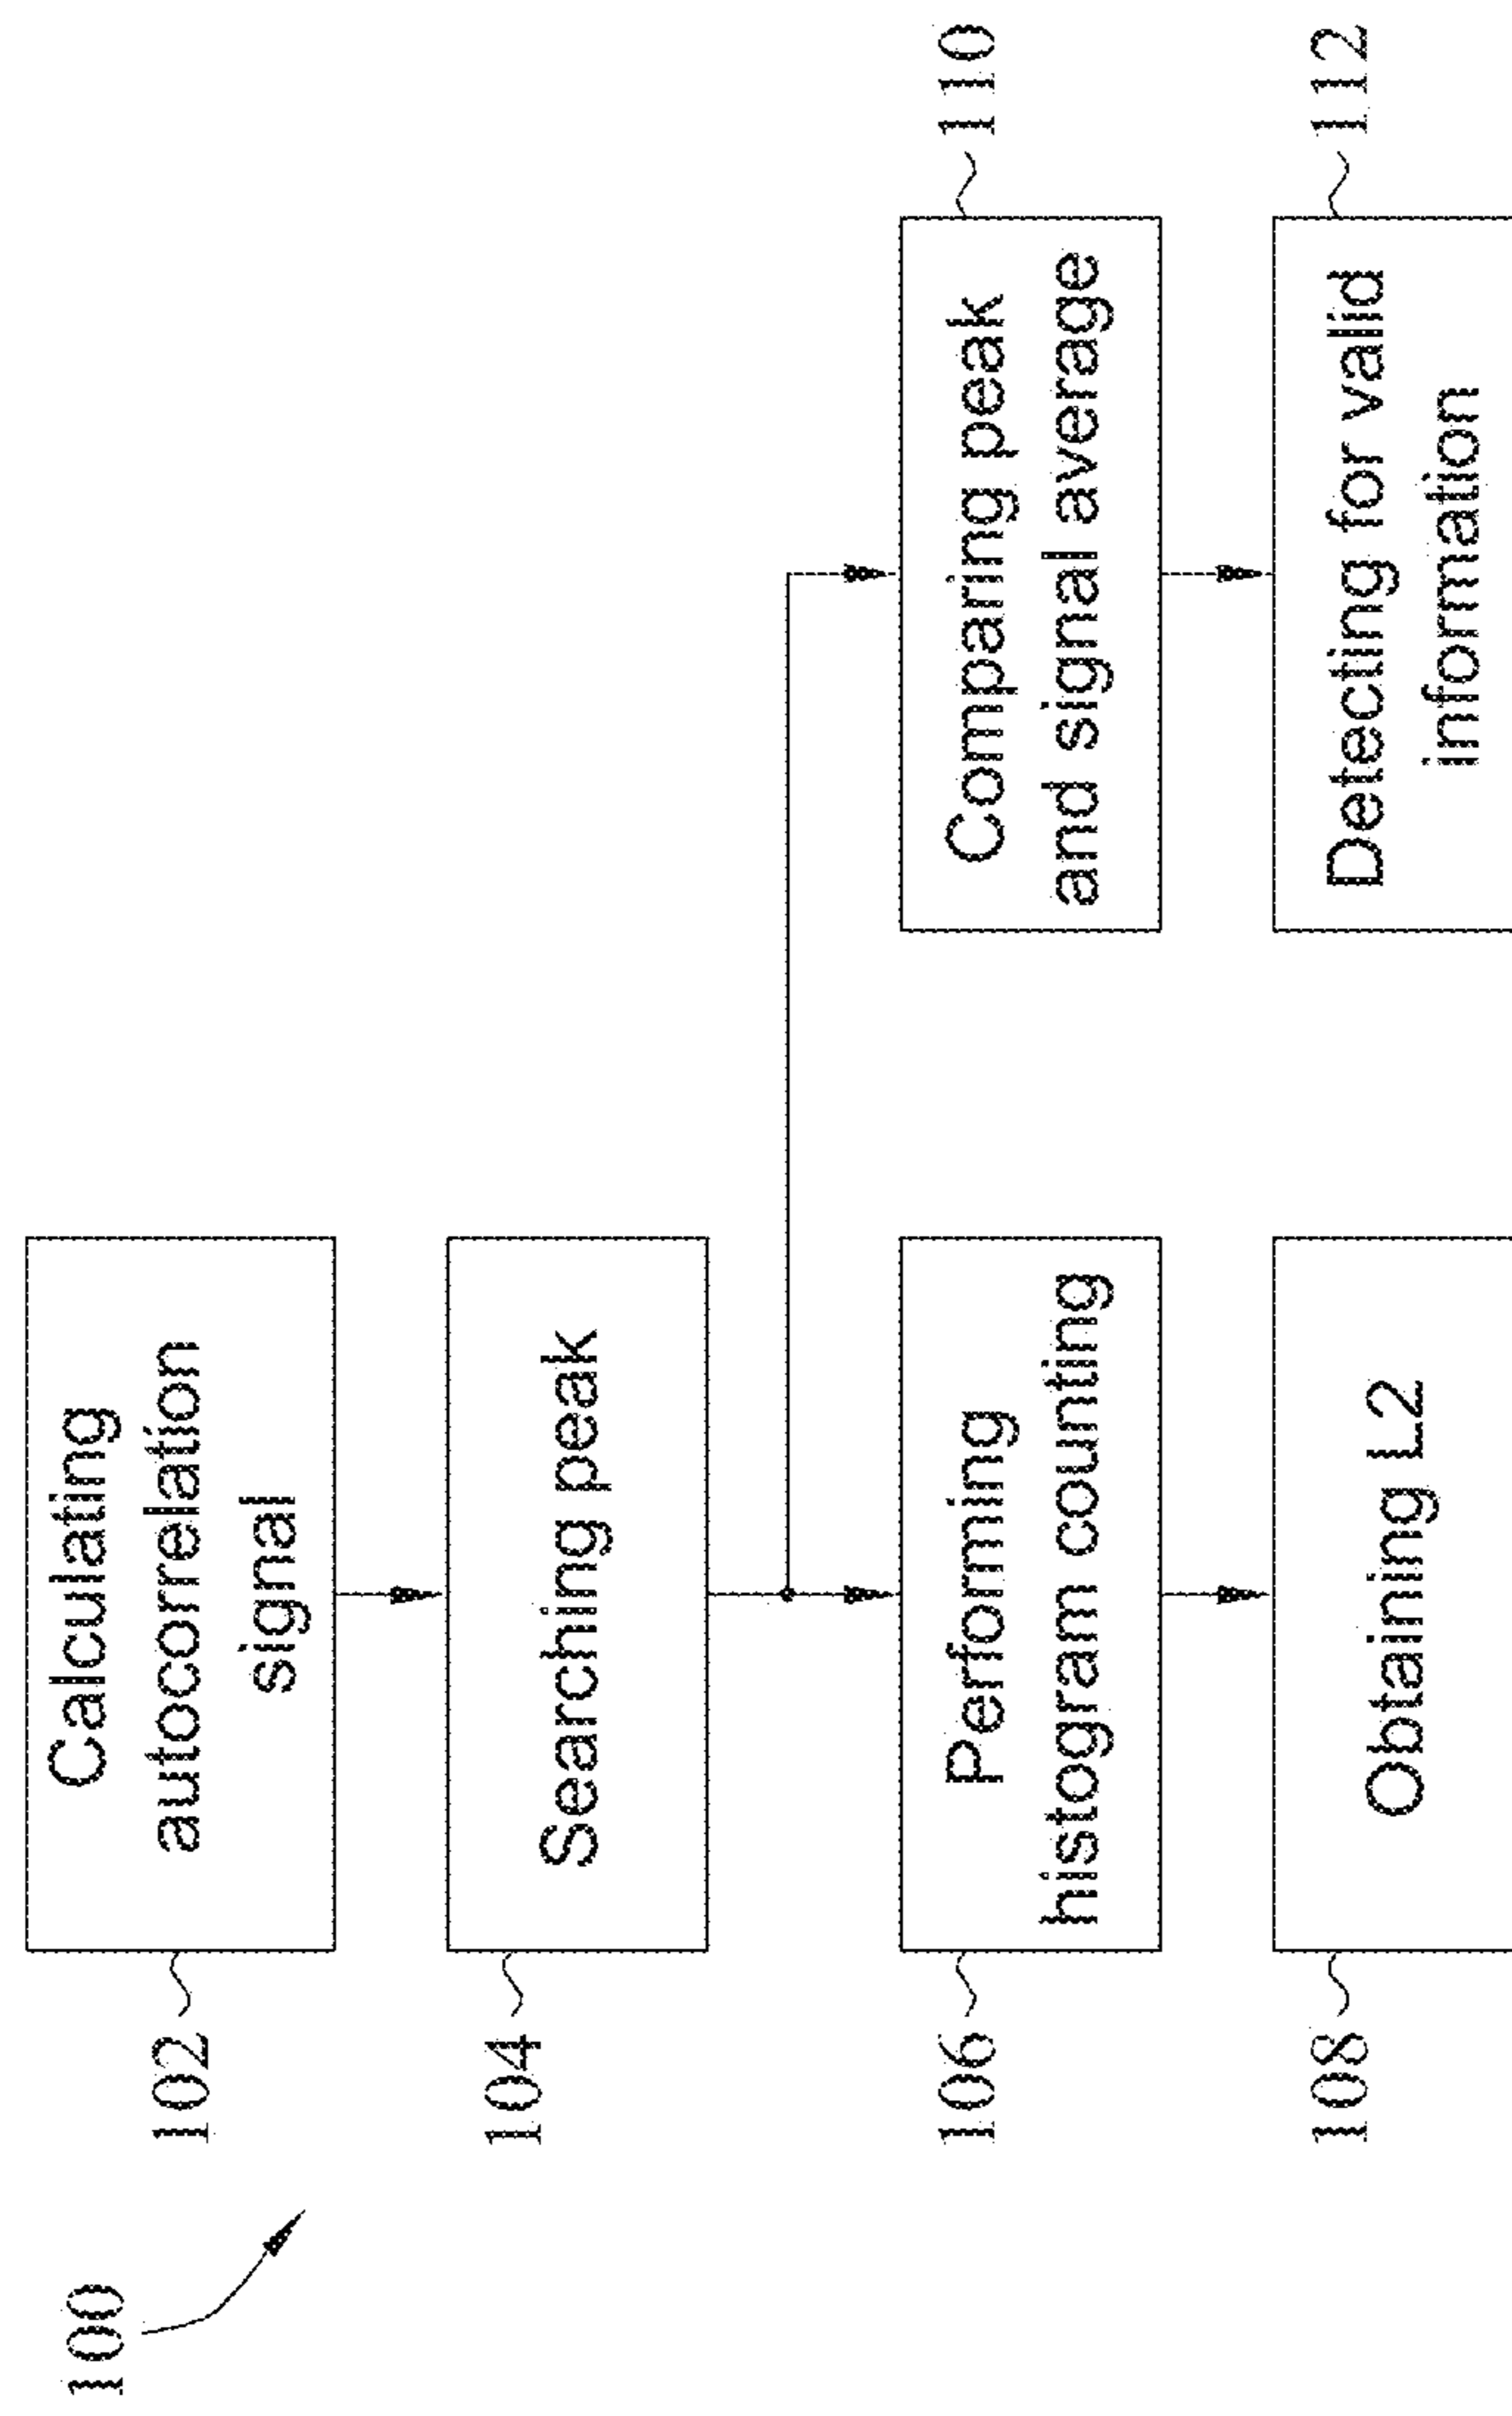 100
102
Calculating
autocorrelation
signal
104
Searching peak
106
Performing
histogram counting
108
Obtaining L2
110
Comparing peak
and signal average
112
Detecting for valid
information